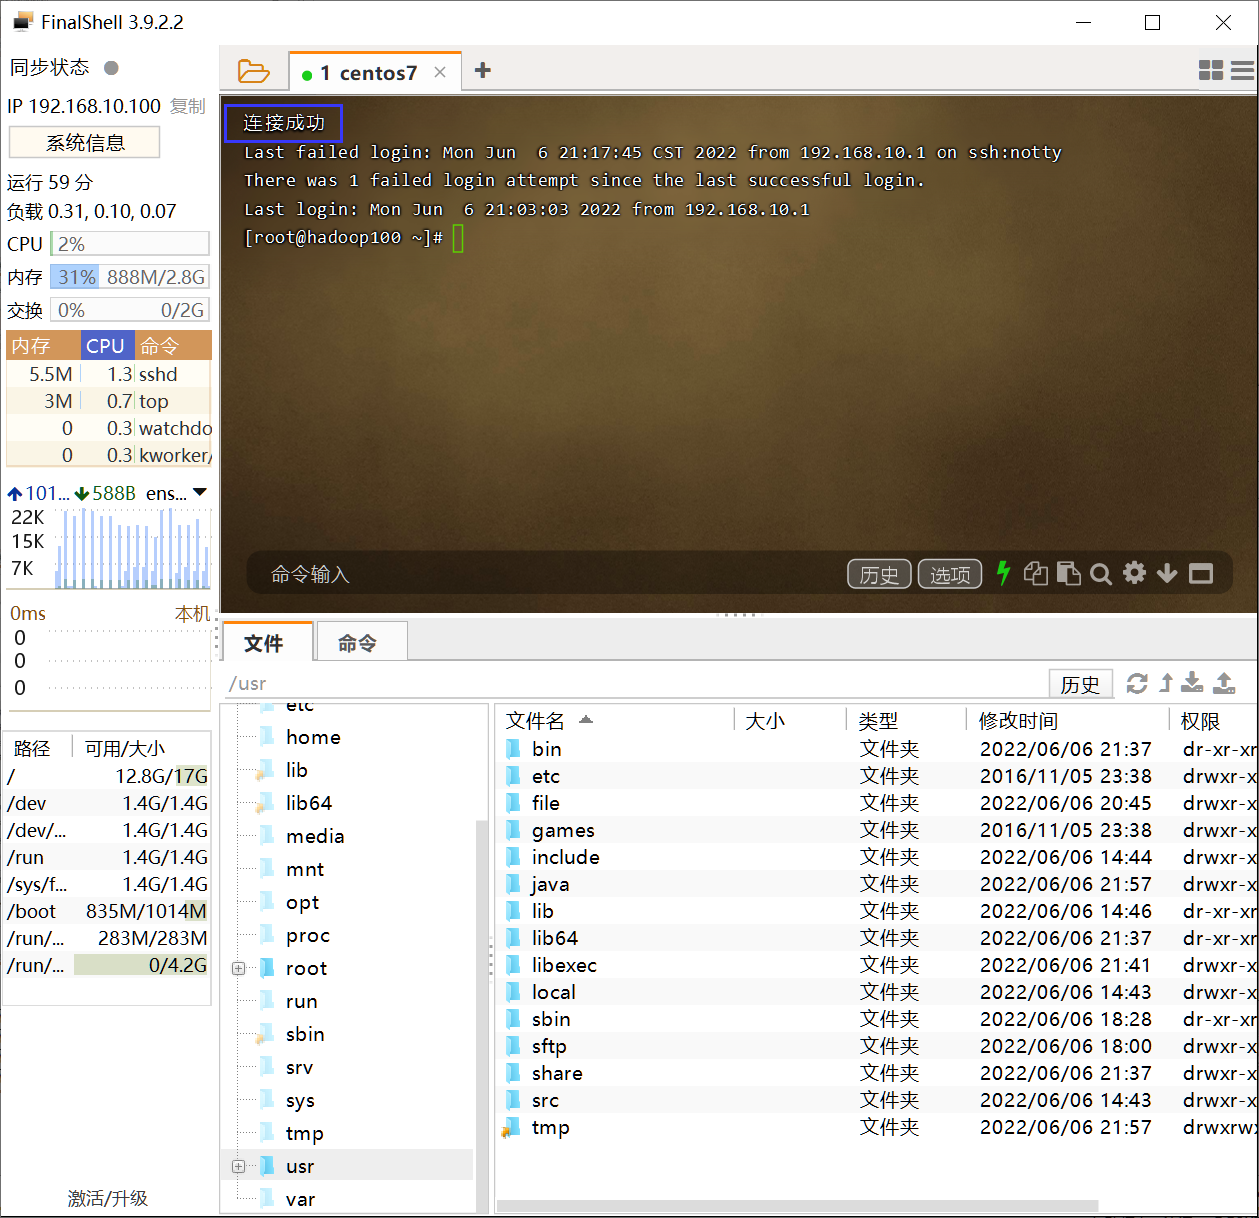 FinalShell 3.9.2.2
同步状态
IP 192.168.10.100 复制
系统信息
运行 59 分
负载 0.31, 0.10, 0.07
CPU 2%
内存 31% 888M/2.8G
交换 0% 0/2G
内存 CPU 命令
5.5M 1.3 sshd
3M 0.7 top
0 0.3 watchdo
0 0.3 kworker/
101... 588B ens...
22K
15K
7K
0ms 本机
0
0
0
路径 可用/大小
/ 12.8G/17G
/dev 1.4G/1.4G
/dev/... 1.4G/1.4G
/run 1.4G/1.4G
/sys/f... 1.4G/1.4G
/boot 835M/1014M
/run/... 283M/283M
/run/... 0/4.2G
激活/升级
1 centos7
连接成功
Last failed login: Mon Jun  6 21:17:45 CST 2022 from 192.168.10.1 on ssh:notty
There was 1 failed login attempt since the last successful login.
Last login: Mon Jun  6 21:03:03 2022 from 192.168.10.1
[root@hadoop100 ~]#
命令输入 历史 选项
文件 命令
/usr 历史
etc
home
lib
lib64
media
mnt
opt
proc
root
run
sbin
srv
sys
tmp
usr
var
文件名 大小 类型 修改时间 权限
bin 文件夹 2022/06/06 21:37 dr-xr-xr
etc 文件夹 2016/11/05 23:38 drwxr-x
file 文件夹 2022/06/06 20:45 drwxr-x
games 文件夹 2016/11/05 23:38 drwxr-x
include 文件夹 2022/06/06 14:44 drwxr-x
java 文件夹 2022/06/06 21:57 drwxr-x
lib 文件夹 2022/06/06 14:46 dr-xr-xr
lib64 文件夹 2022/06/06 21:37 dr-xr-xr
libexec 文件夹 2022/06/06 21:41 drwxr-x
local 文件夹 2022/06/06 14:43 drwxr-x
sbin 文件夹 2022/06/06 18:28 dr-xr-xr
sftp 文件夹 2022/06/06 18:00 drwxr-x
share 文件夹 2022/06/06 21:37 drwxr-x
src 文件夹 2022/06/06 14:43 drwxr-x
tmp 文件夹 2022/06/06 21:57 drwxrwx